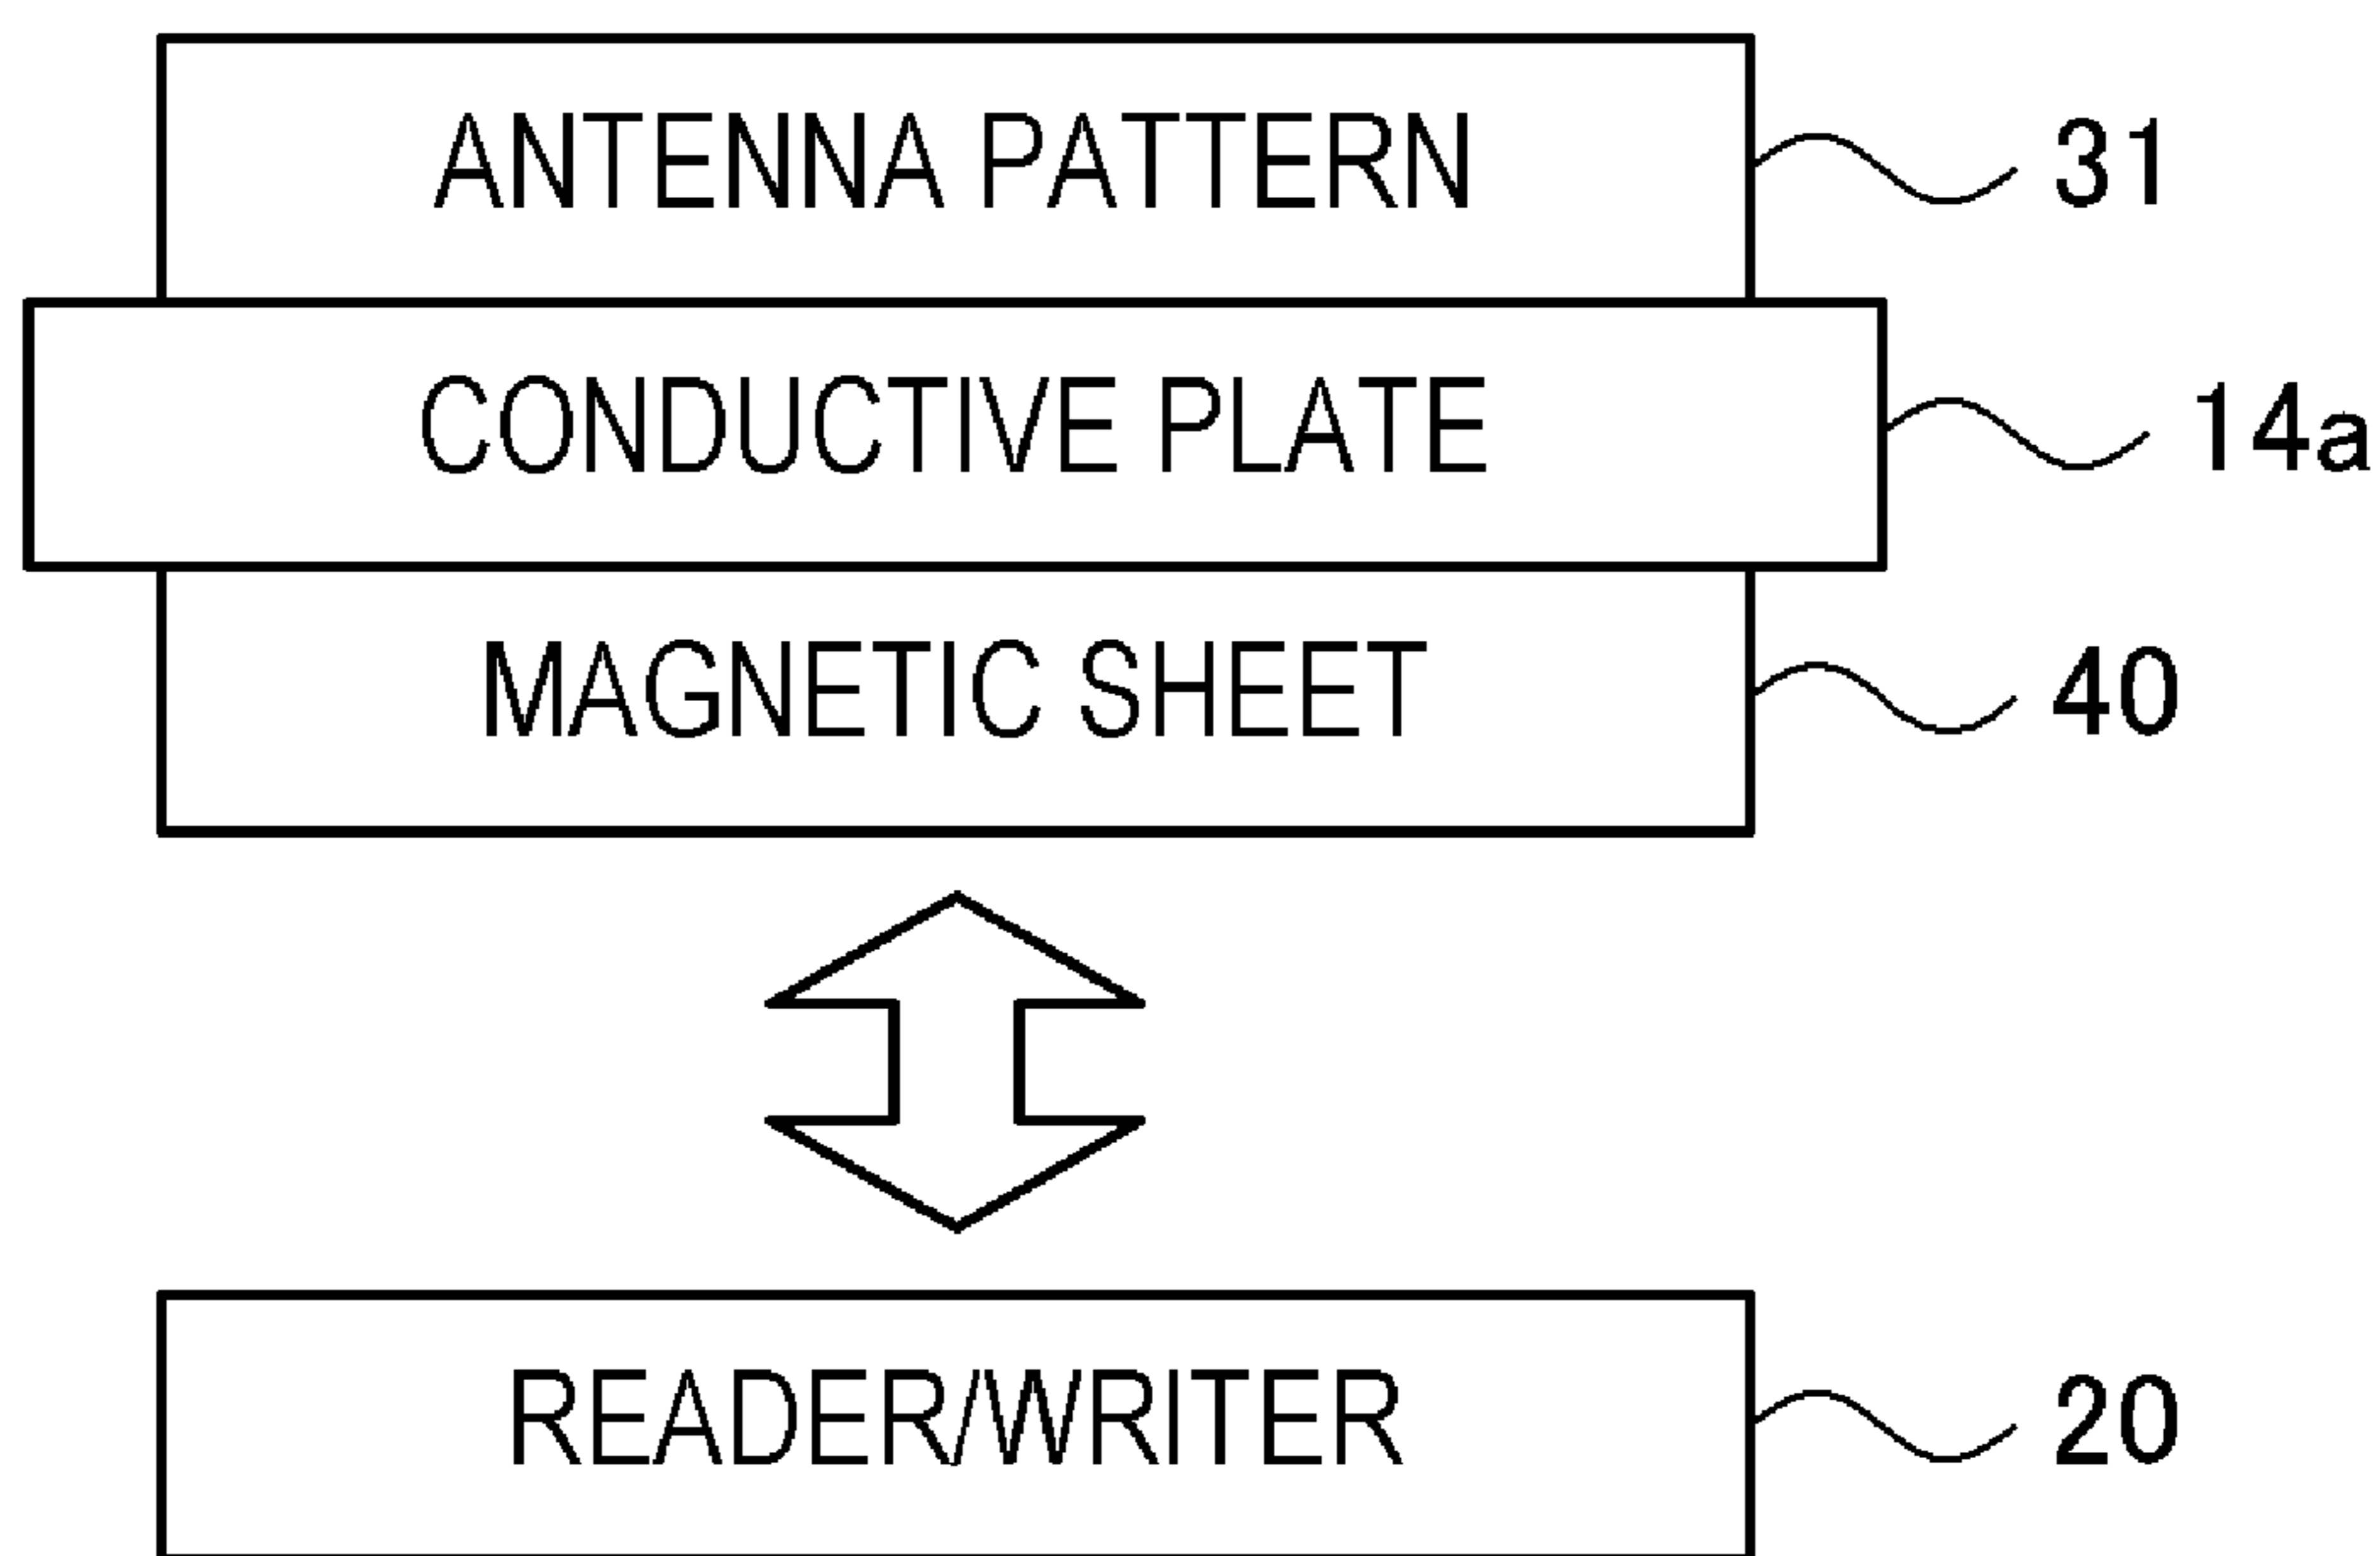 ANTENNA PATTERN 31
CONDUCTIVE PLATE 14a
MAGNETIC SHEET 40
READER/WRITER 20